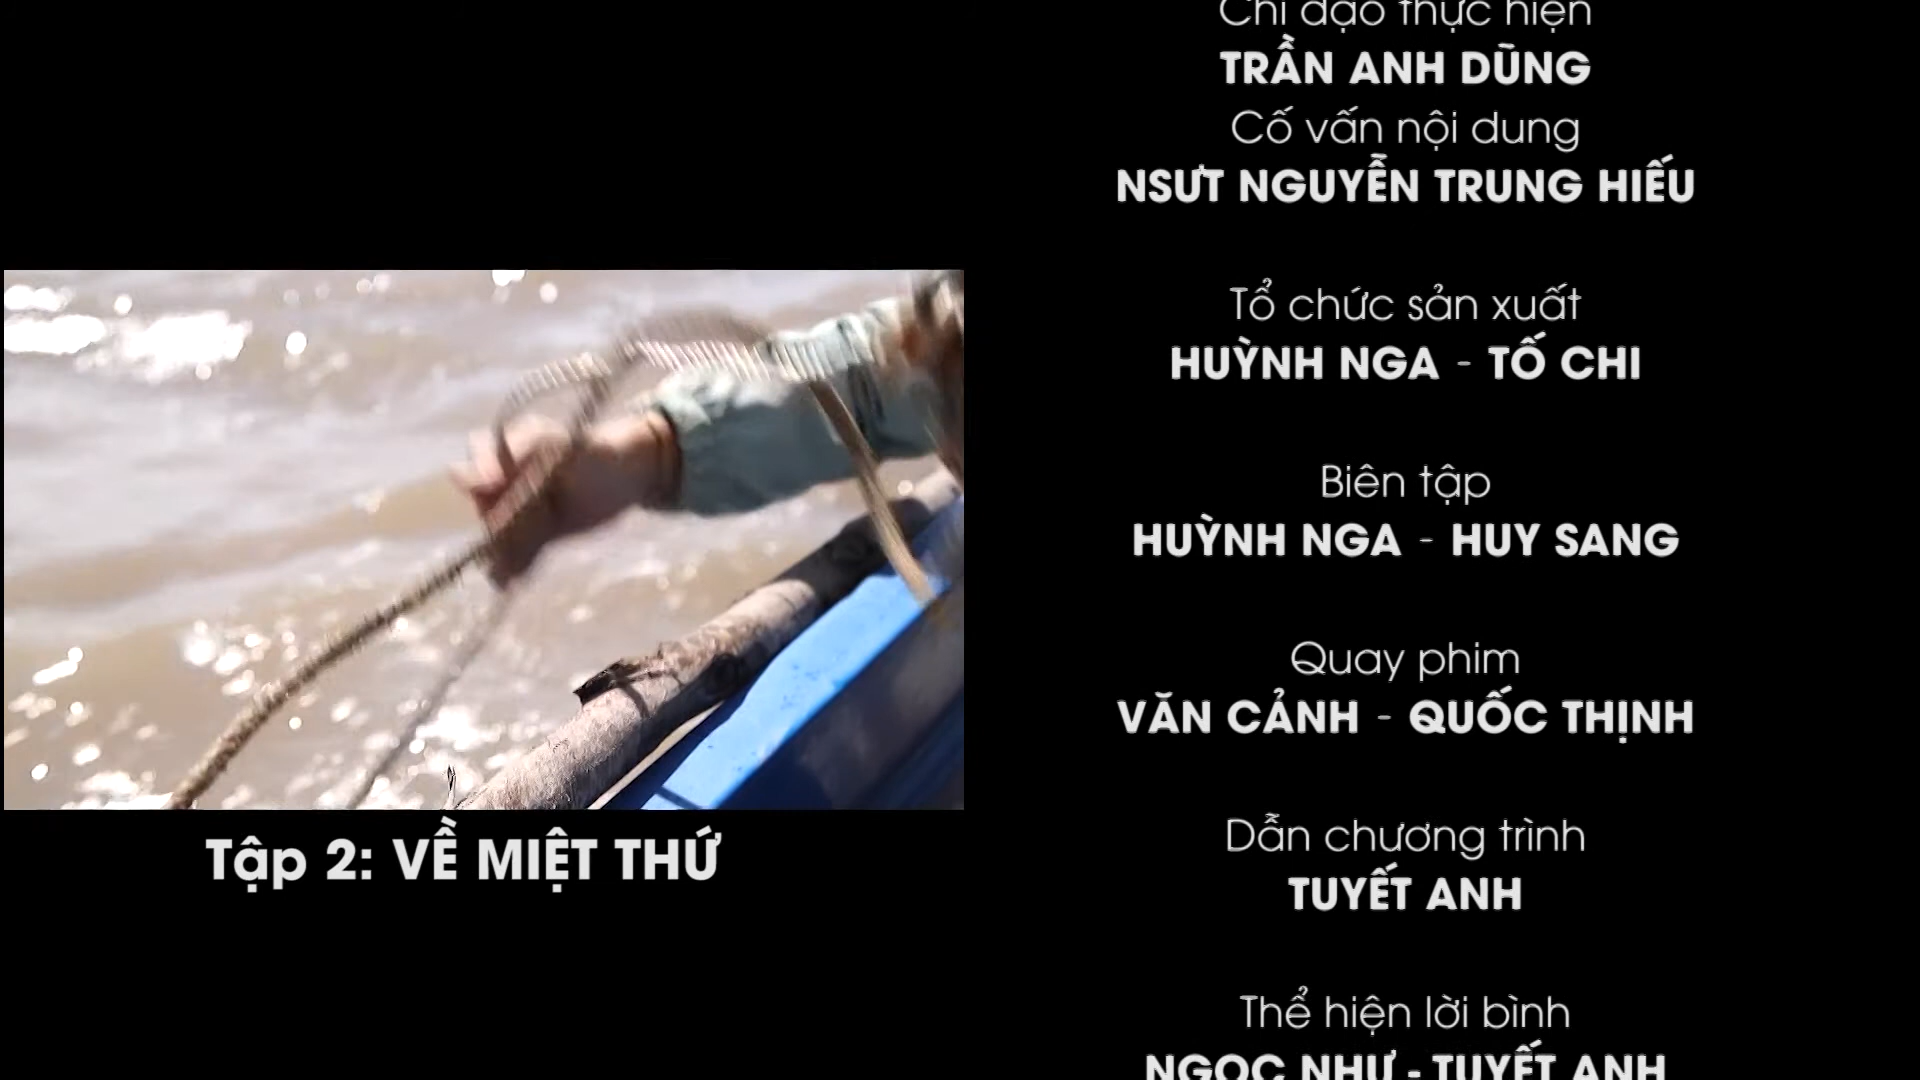 Chỉ đạo thực hiện
TRẦN ANH DŨNG
Cố vấn nội dung
NSƯT NGUYỄN TRUNG HIẾU
Tổ chức sản xuất
HUỲNH NGA - TỐ CHI
Biên tập
HUỲNH NGA - HUY SANG
Quay phim
VĂN CẢNH - QUỐC THỊNH
Dẫn chương trình
TUYẾT ANH
Thể hiện lời bình
NGỌC NHƯ - TUYẾT ANH
Tập 2: VỀ MIỆT THỨ